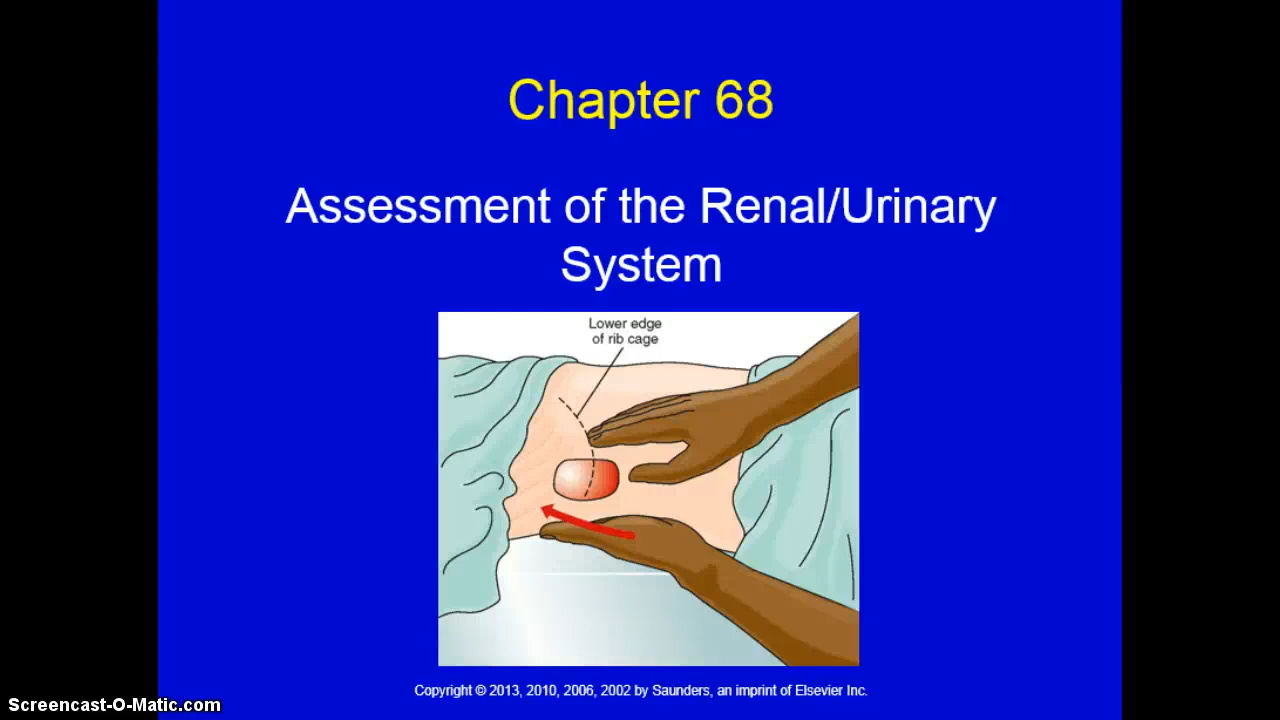 Chapter 68
Assessment of the Renal/Urinary
System
Lower edge
of rib cage
Copyright © 2013, 2010, 2006, 2002 by Saunders, an imprint of Elsevier Inc.
Screencast-O-Matic.com